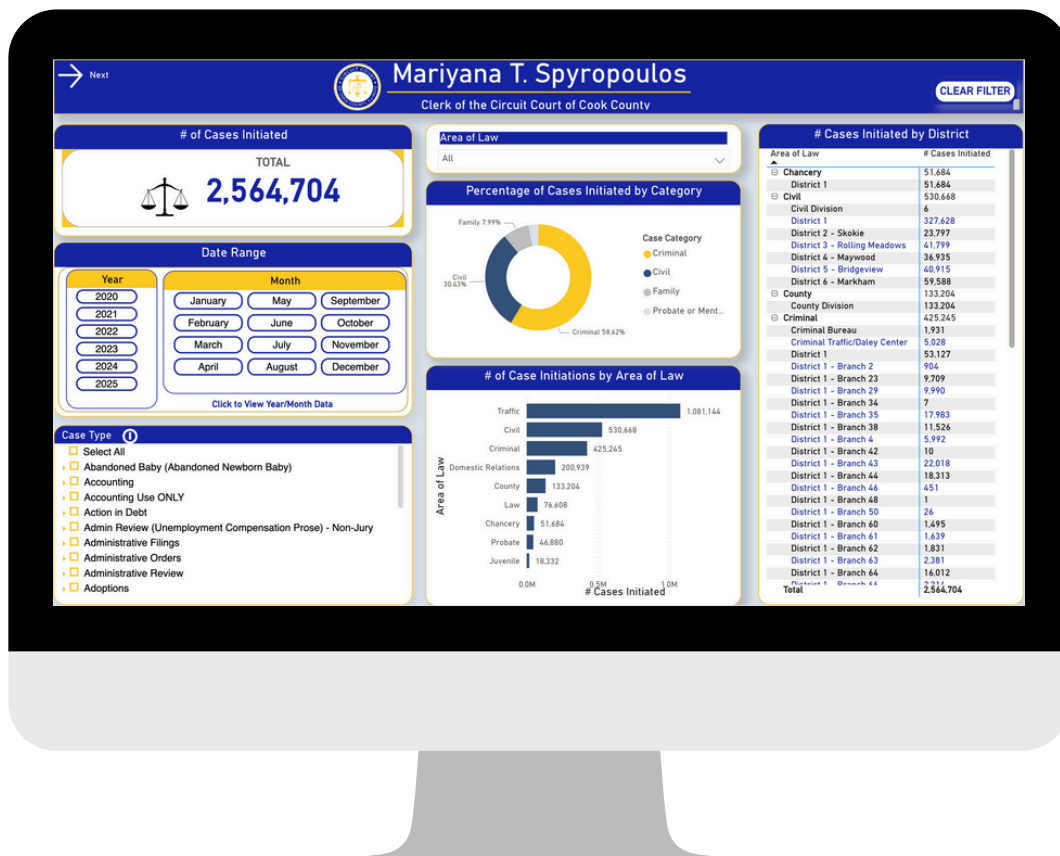 Next
Mariyana T. Spyropoulos
Clerk of the Circuit Court of Cook County
CLEAR FILTER
# of Cases Initiated
TOTAL
2,564,704
Date Range
Year
2020
2021
2022
2023
2024
2025
Month
January May September
February June October
March July November
April August December
Click to View Year/Month Data
Case Type
Select All
Abandoned Baby (Abandoned Newborn Baby)
Accounting
Accounting Use ONLY
Action in Debt
Admin Review (Unemployment Compensation Prose) - Non-Jury
Administrative Filings
Administrative Orders
Administrative Review
Adoptions
Area of Law
All
Percentage of Cases Initiated by Category
Family 7.99%
Civil
30.43%
Criminal 58.62%
Case Category
Criminal
Civil
Family
Probate or Ment...
# of Case Initiations by Area of Law
Area of Law
Traffic 1,081,144
Civil 530,668
Criminal 425,245
Domestic Relations 200,939
County 133,204
Law 76,608
Chancery 51,684
Probate 46,880
Juvenile 18,332
0.0M 0.5M 1.0M
# Cases Initiated
# Cases Initiated by District
Area of Law # Cases Initiated
Chancery 51,684
District 1 51,684
Civil 530,668
Civil Division 6
District 1 327,628
District 2 - Skokie 23,797
District 3 - Rolling Meadows 41,799
District 4 - Maywood 36,935
District 5 - Bridgeview 40,915
District 6 - Markham 59,588
County 133,204
County Division 133,204
Criminal 425,245
Criminal Bureau 1,931
Criminal Traffic/Daley Center 5,028
District 1 53,127
District 1 - Branch 2 904
District 1 - Branch 23 9,709
District 1 - Branch 29 9,990
District 1 - Branch 34 7
District 1 - Branch 35 17,983
District 1 - Branch 38 11,526
District 1 - Branch 4 5,992
District 1 - Branch 42 10
District 1 - Branch 43 22,018
District 1 - Branch 44 18,313
District 1 - Branch 46 451
District 1 - Branch 48 1
District 1 - Branch 50 26
District 1 - Branch 60 1,495
District 1 - Branch 61 1,639
District 1 - Branch 62 1,831
District 1 - Branch 63 2,381
District 1 - Branch 64 16,012
District 1 - Branch
Total 2,564,704